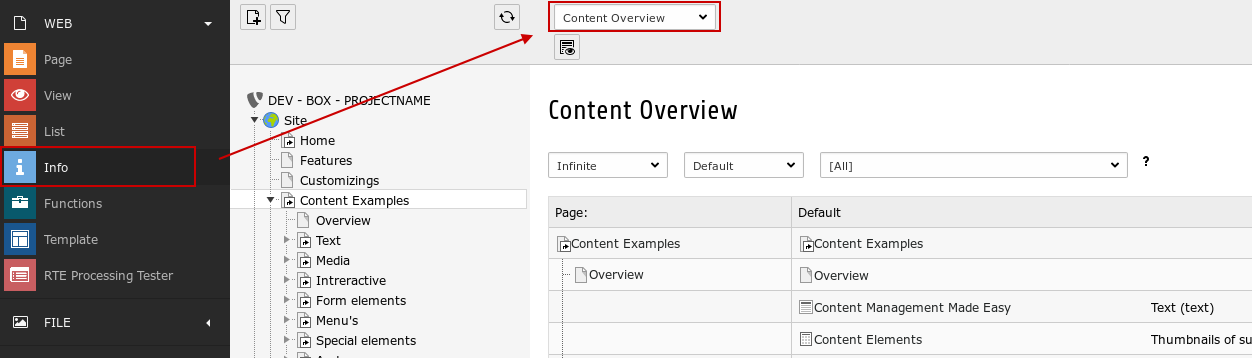 WEB
Page
View
List
Info
Functions
Template
RTE Processing Tester
FILE
DEV - BOX - PROJECTNAME
Site
Home
Features
Customizings
Content Examples
Overview
Text
Media
Intreractive
Form elements
Menu's
Special elements
Content Overview
Content Overview
Infinite Default [All] ?
Page: Default
Content Examples Content Examples
Overview Overview
Content Management Made Easy Text (text)
Content Elements Thumbnails of su